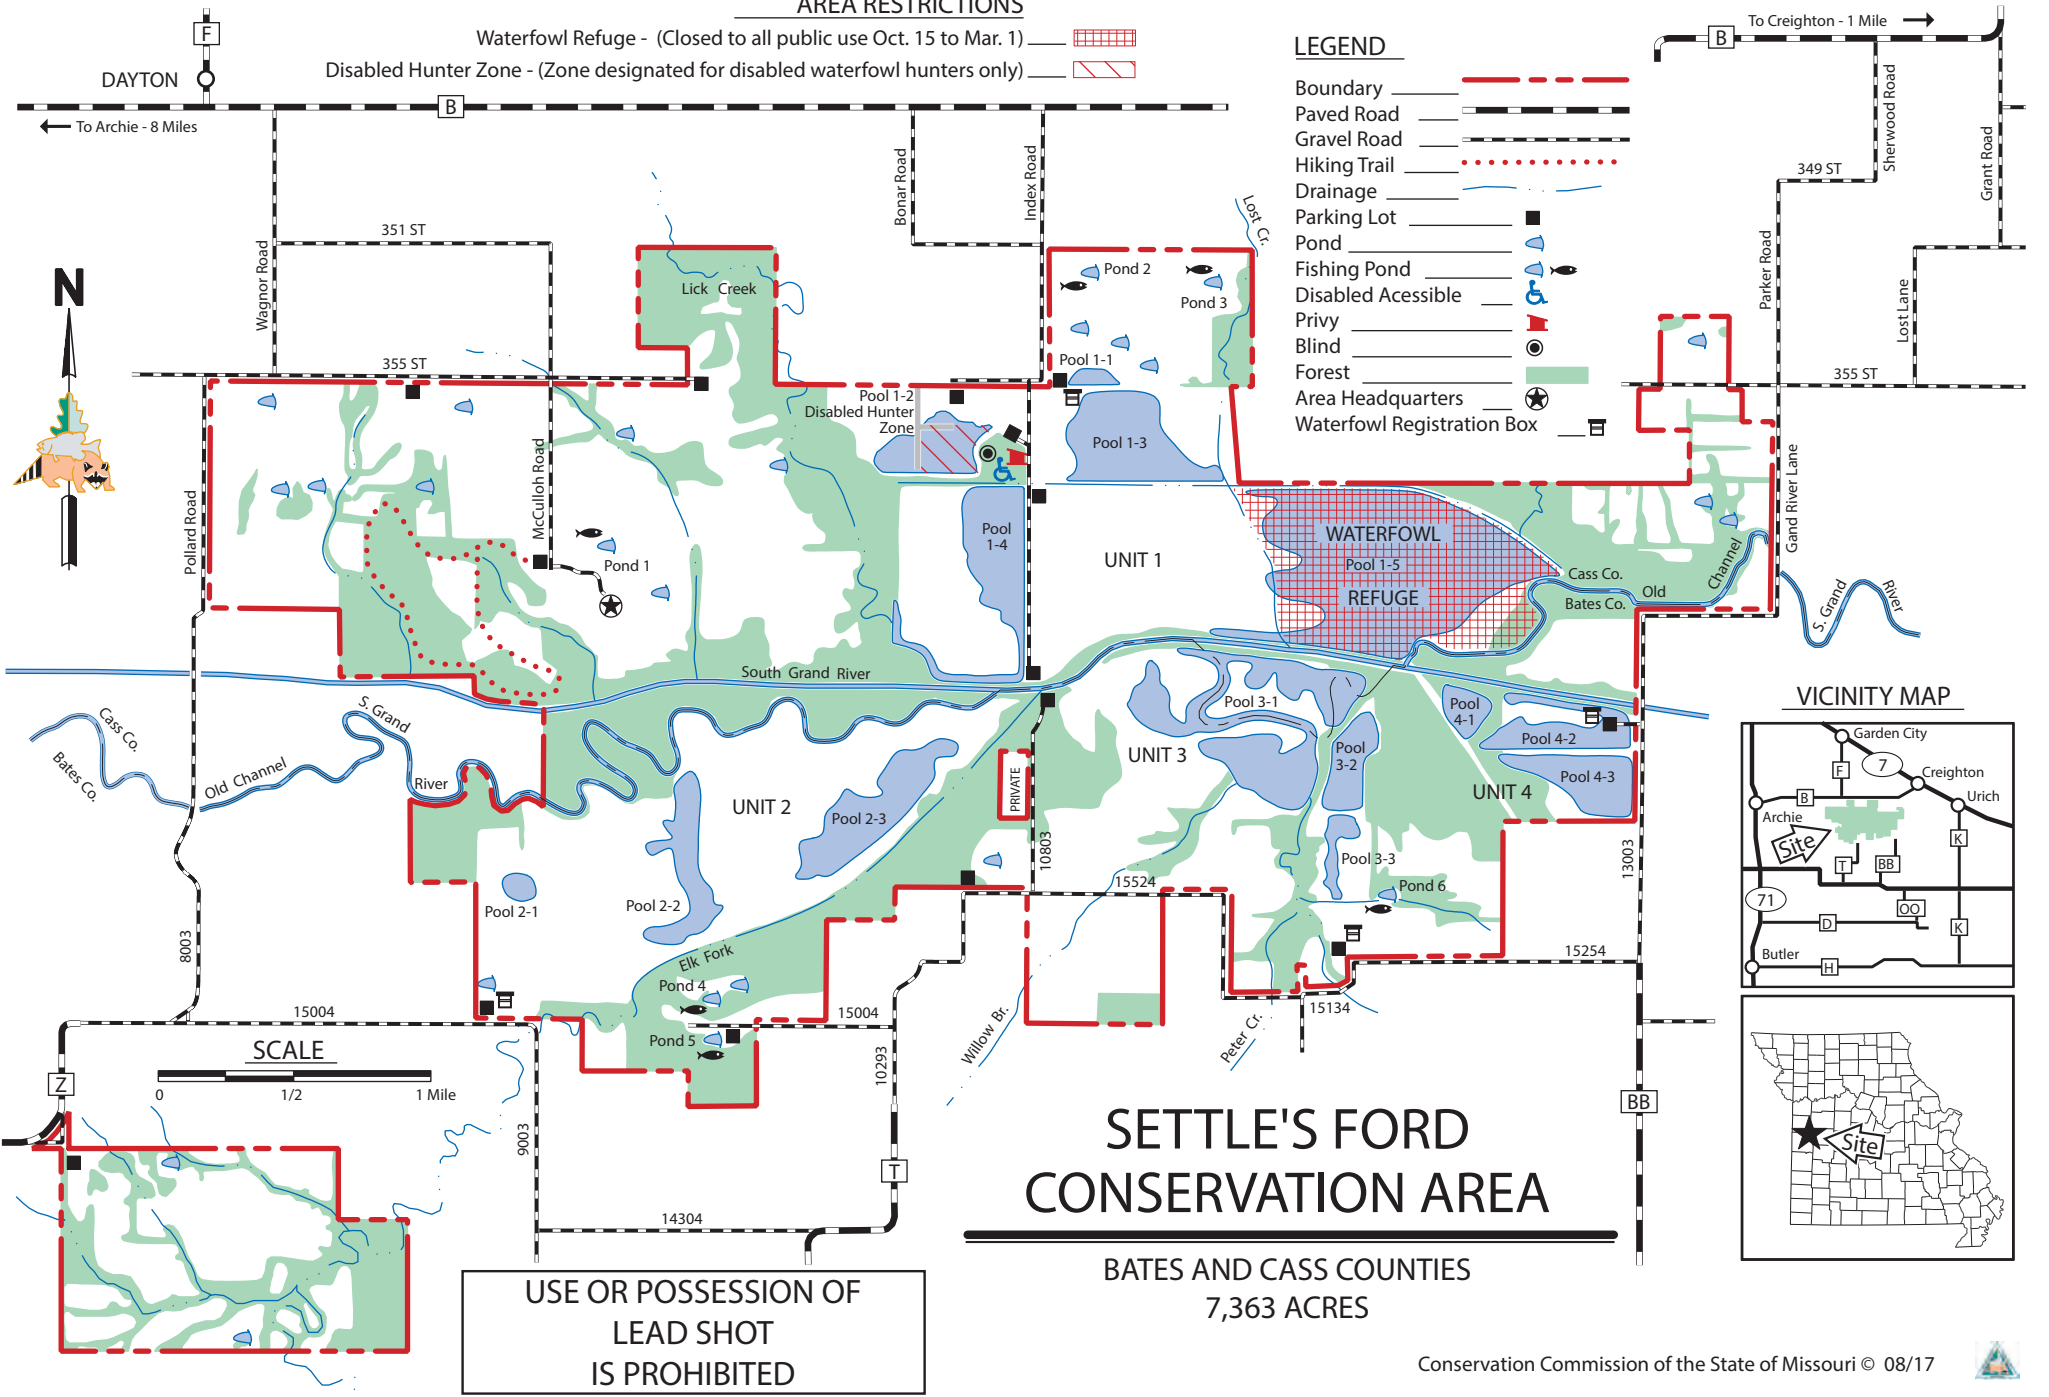 AREA RESTRICTIONS
Waterfowl Refuge - (Closed to all public use Oct. 15 to Mar. 1)
Disabled Hunter Zone - (Zone designated for disabled waterfowl hunters only)
F
DAYTON
B
To Archie - 8 Miles
To Creighton - 1 Mile
B
LEGEND
Boundary
Paved Road
Gravel Road
Hiking Trail
Drainage
Parking Lot
Pond
Fishing Pond
Disabled Acessible
Privy
Blind
Forest
Area Headquarters
Waterfowl Registration Box
Sherwood Road
Grant Road
349 ST
Parker Road
Lost Lane
355 ST
Gand River Lane
Wagnor Road
351 ST
355 ST
Bonar Road
Index Road
Lost Cr.
N
Lick Creek
Pond 2
Pond 3
Pool 1-1
Pool 1-2
Disabled Hunter
Zone
Pool 1-3
Pollard Road
McCulloh Road
Pond 1
Pool
1-4
UNIT 1
WATERFOWL
Pool 1-5
REFUGE
Cass Co.
Bates Co.
Old
Channel
S. Grand
River
South Grand River
Cass Co.
Bates Co.
Old Channel
S. Grand
River
UNIT 2
Pool 2-1
Pool 2-2
Pool 2-3
PRIVATE
10803
UNIT 3
Pool 3-1
Pool
3-2
Pool 3-3
Pond 6
Pool
4-1
Pool 4-2
Pool 4-3
UNIT 4
13003
15524
15254
15134
8003
15004
Elk Fork
Pond 4
Pond 5
15004
10293
Willow Br.
Peter Cr.
SCALE
0
1/2
1 Mile
Z
9003
14304
T
BB
VICINITY MAP
Garden City
F
7
Creighton
Urich
B
Archie
Site
T
BB
K
71
OO
D
K
Butler
H
Site
SETTLE'S FORD
CONSERVATION AREA
BATES AND CASS COUNTIES
7,363 ACRES
USE OR POSSESSION OF
LEAD SHOT
IS PROHIBITED
Conservation Commission of the State of Missouri © 08/17